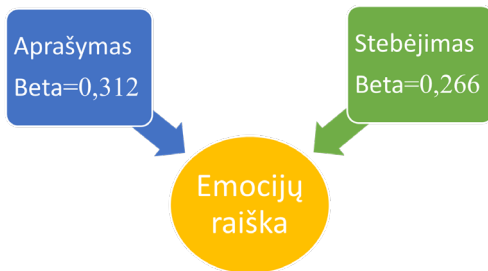 Aprašymas
Beta=0,312
Stebėjimas
Beta=0,266
Emocijų
raiška